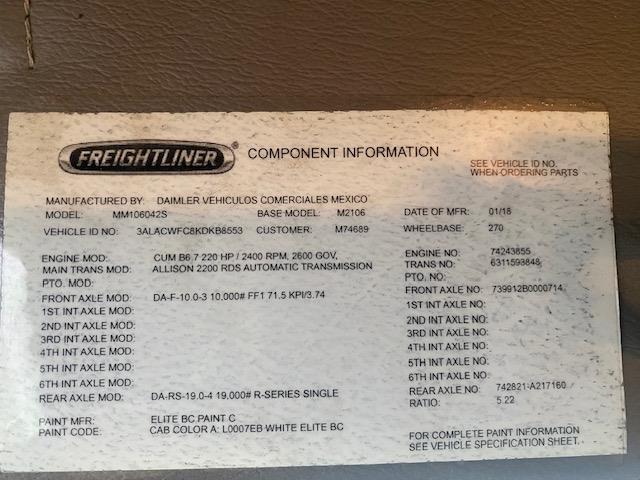 FREIGHTLINER® COMPONENT INFORMATION
SEE VEHICLE ID NO.
WHEN ORDERING PARTS
MANUFACTURED BY: DAIMLER VEHICULOS COMERCIALES MEXICO
MODEL: MM106042S BASE MODEL: M2106 DATE OF MFR: 01/18
VEHICLE ID NO: 3ALACWFC8KDKB8553 CUSTOMER: M74689 WHEELBASE: 270
ENGINE MOD: CUM B6.7 220 HP / 2400 RPM, 2600 GOV, ENGINE NO: 74243855
MAIN TRANS MOD: ALLISON 2200 RDS AUTOMATIC TRANSMISSION TRANS NO: 6311593848
PTO. MOD: PTO. NO:
FRONT AXLE MOD: DA-F-10.0-3 10,000# FF1 71.5 KPI/3.74 FRONT AXLE NO: 739912B0000714
1ST INT AXLE MOD: 1ST INT AXLE NO:
2ND INT AXLE MOD: 2ND INT AXLE NO:
3RD INT AXLE MOD: 3RD INT AXLE NO:
4TH INT AXLE MOD: 4TH INT AXLE NO:
5TH INT AXLE MOD: 5TH INT AXLE NO:
6TH INT AXLE MOD: 6TH INT AXLE NO:
REAR AXLE MOD: DA-RS-19.0-4 19,000# R-SERIES SINGLE REAR AXLE NO: 742821-A217160
RATIO: 5.22
PAINT MFR: ELITE BC PAINT C
PAINT CODE: CAB COLOR A: L0007EB WHITE ELITE BC
FOR COMPLETE PAINT INFORMATION
SEE VEHICLE SPECIFICATION SHEET.